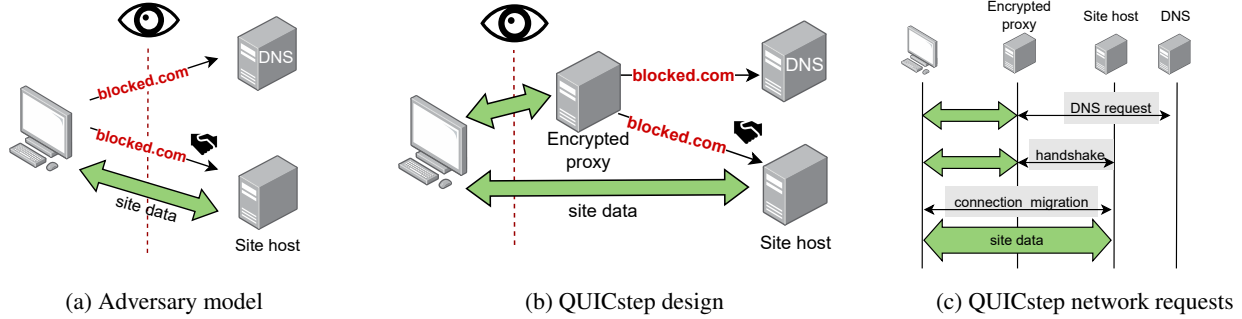 DNS
blocked.com
blocked.com
site data
Site host
(a) Adversary model
DNS
blocked.com
blocked.com
Encrypted
proxy
site data
Site host
(b) QUICstep design
Encrypted
proxy
Site host
DNS
DNS request
handshake
connection migration
site data
(c) QUICstep network requests